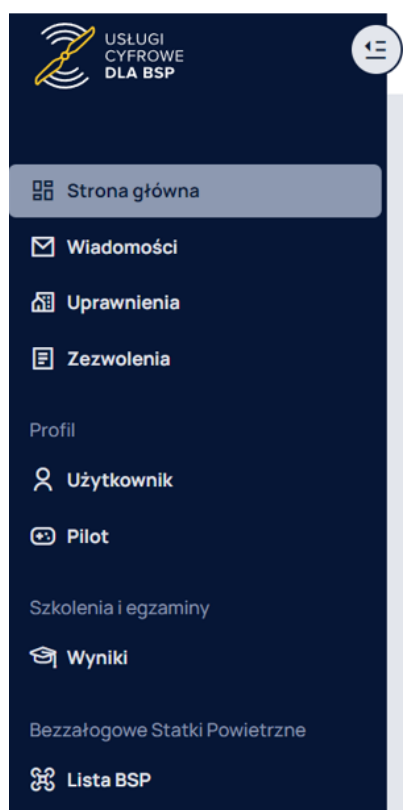 USŁUGI
CYFROWE
DLA BSP
Strona główna
Wiadomości
Uprawnienia
Zezwolenia
Profil
Użytkownik
Pilot
Szkolenia i egzaminy
Wyniki
Bezzałogowe Statki Powietrzne
Lista BSP